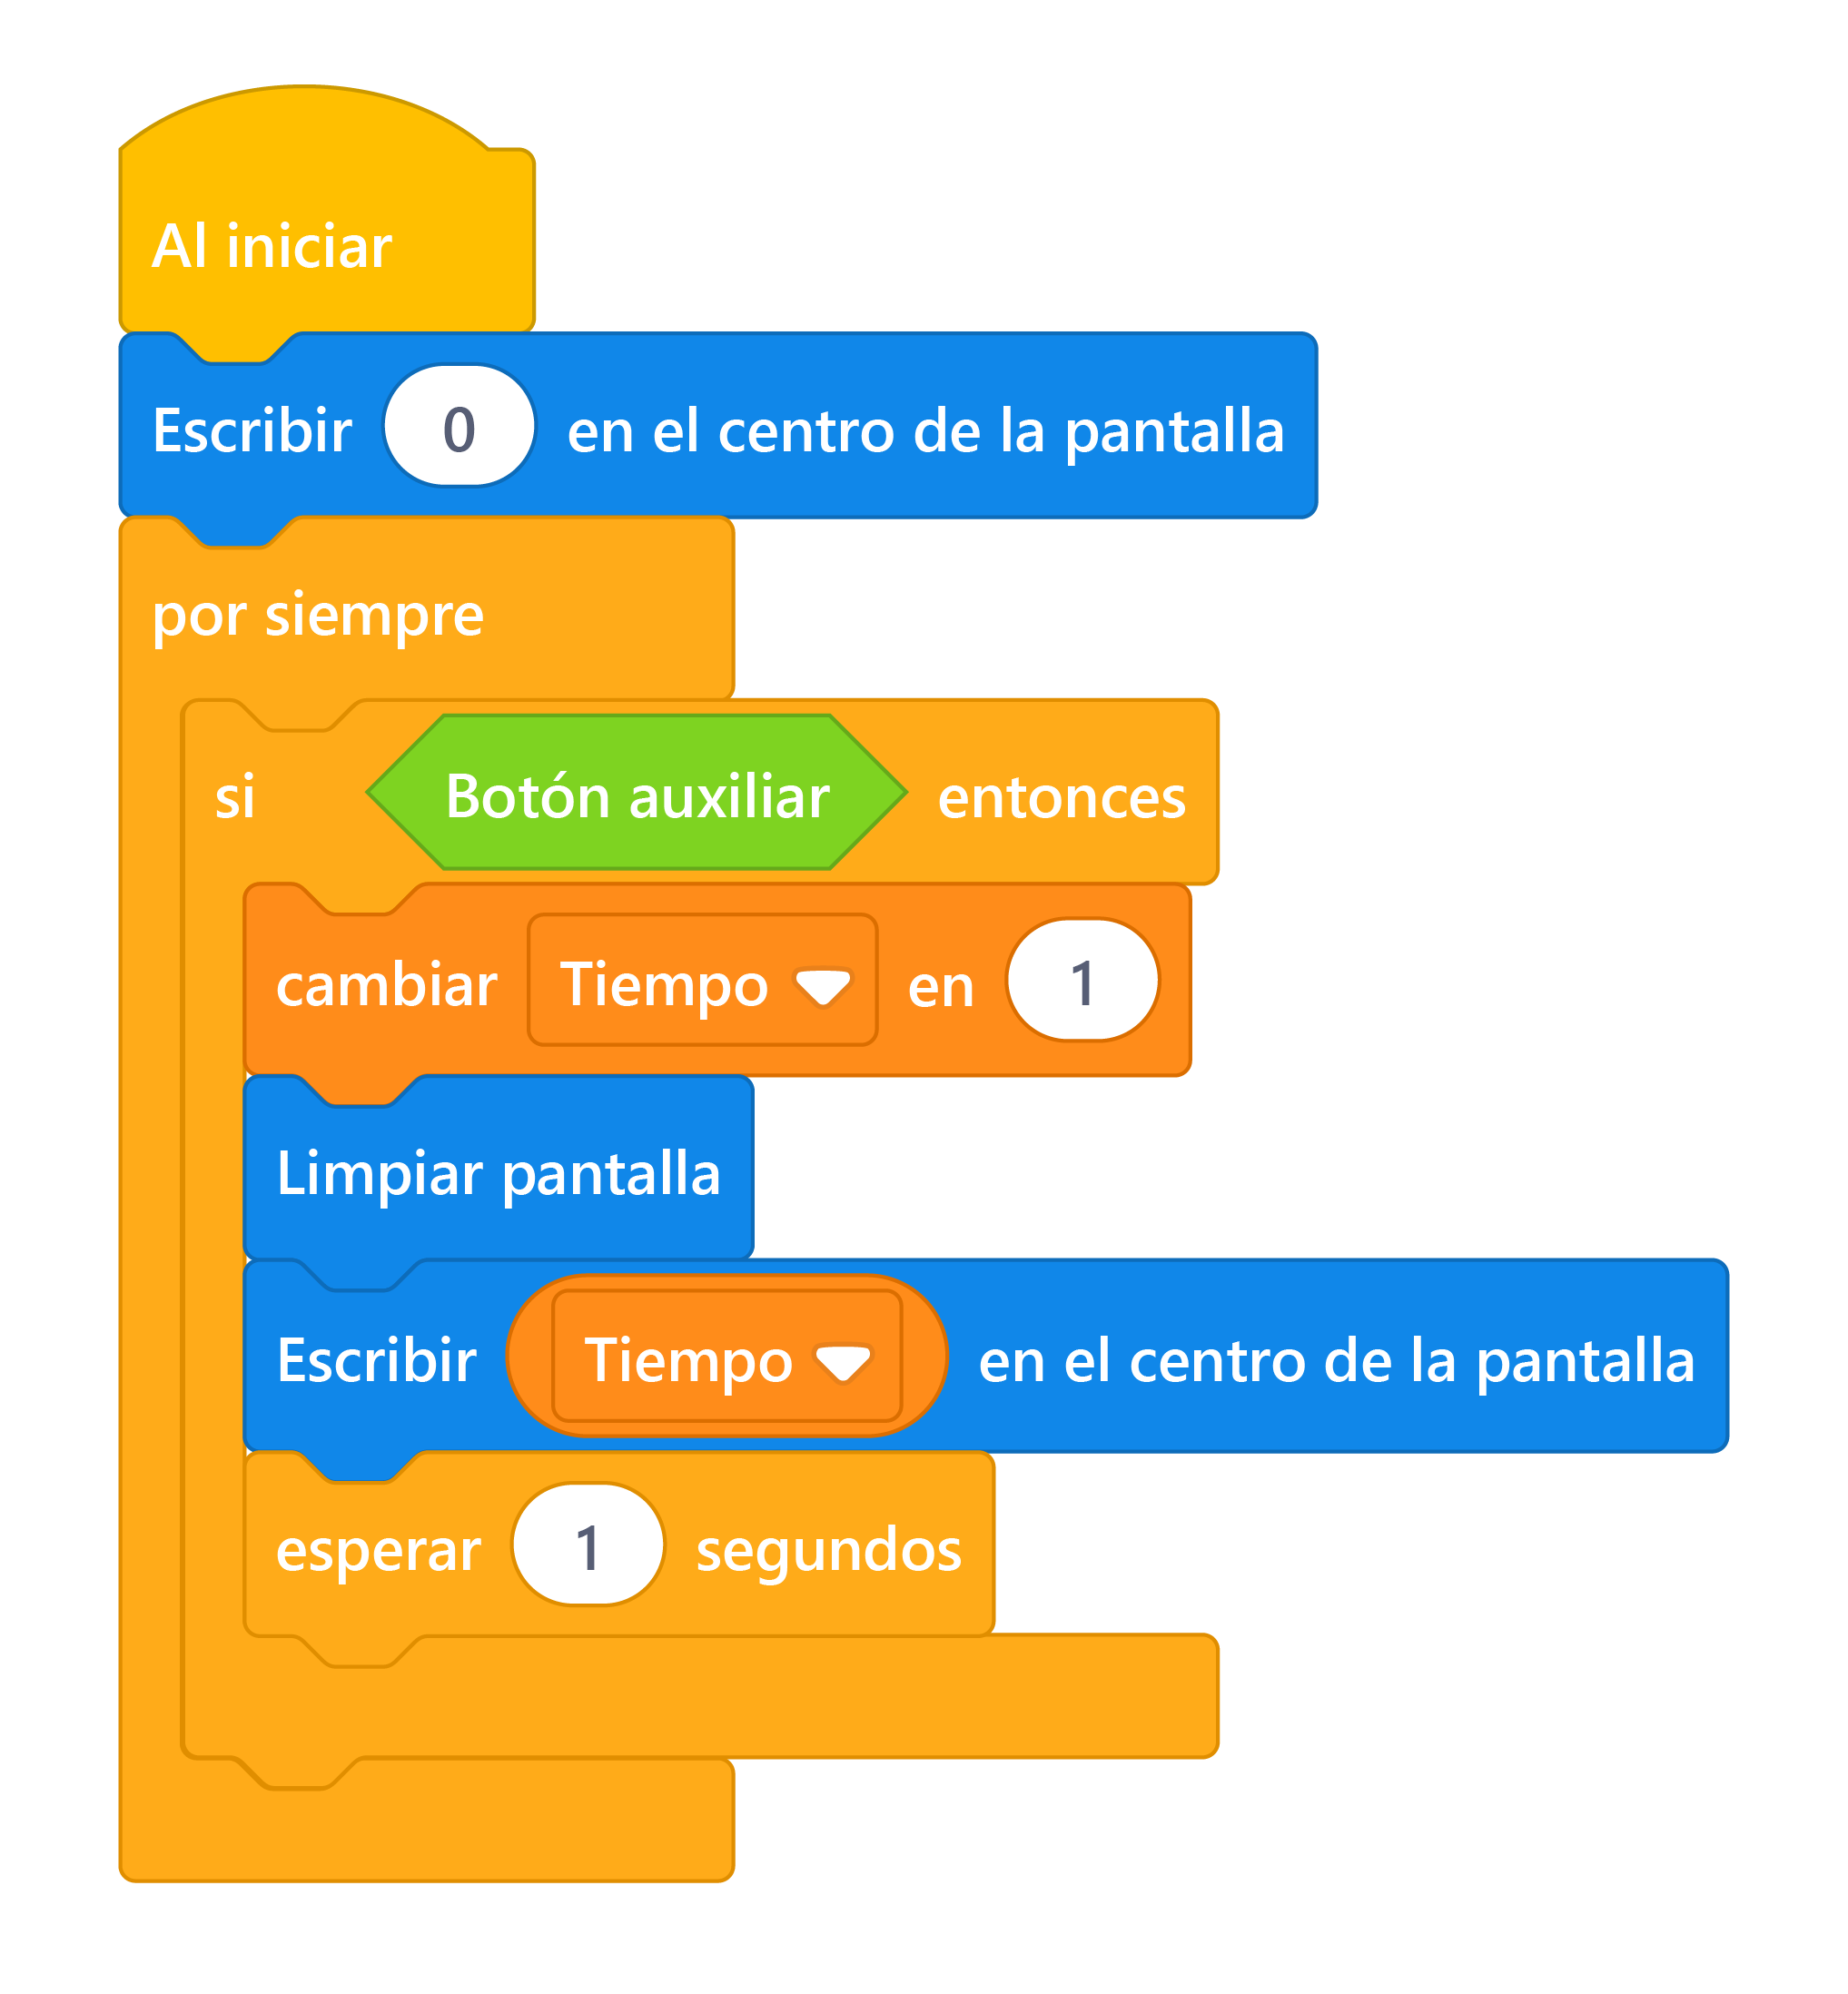 Al iniciar
Escribir 0 en el centro de la pantalla
por siempre
si Botón auxiliar entonces
cambiar Tiempo en 1
Limpiar pantalla
Escribir Tiempo en el centro de la pantalla
esperar 1 segundos